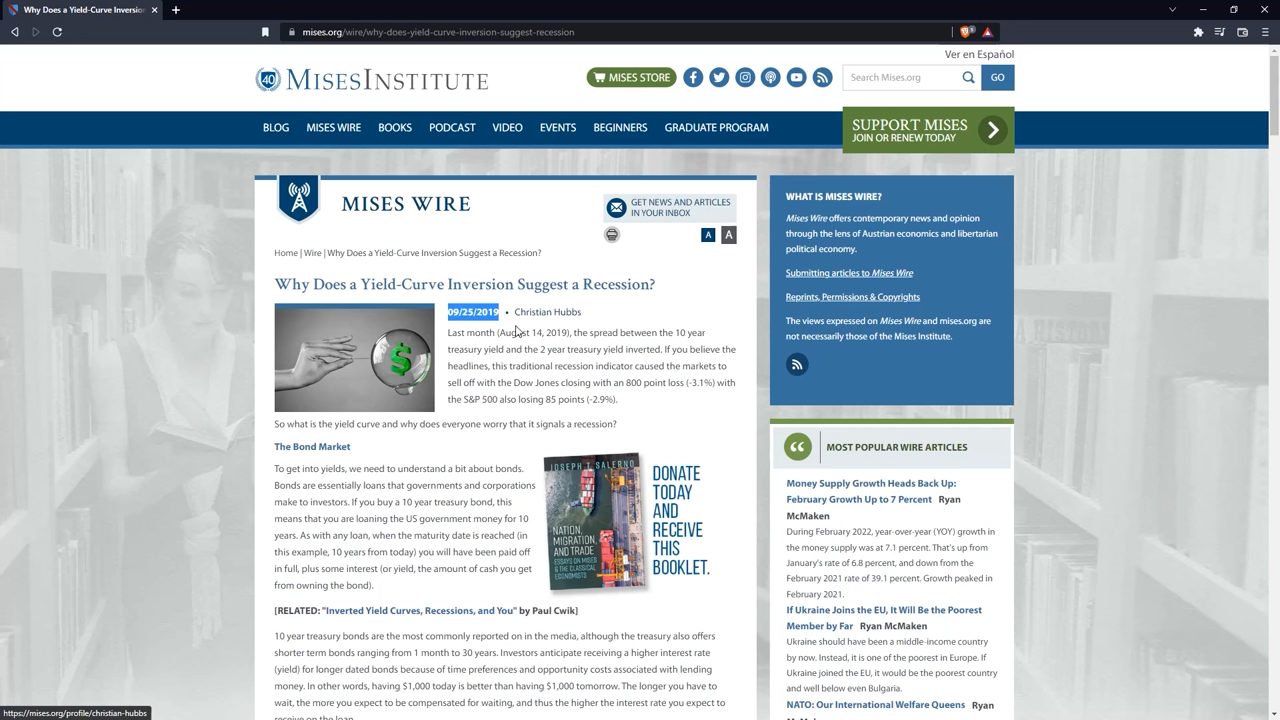 Why Does a Yield-Curve Inversion
mises.org/wire/why-does-yield-curve-inversion-suggest-recession
Ver en Español
40 MISESINSTITUTE
MISES STORE
Search Mises.org
GO
BLOG MISES WIRE BOOKS PODCAST VIDEO EVENTS BEGINNERS GRADUATE PROGRAM
SUPPORT MISES
JOIN OR RENEW TODAY
MISES WIRE
GET NEWS AND ARTICLES
IN YOUR INBOX
A A
Home | Wire | Why Does a Yield-Curve Inversion Suggest a Recession?
Why Does a Yield-Curve Inversion Suggest a Recession?
09/25/2019 • Christian Hubbs
Last month (August 14, 2019), the spread between the 10 year
treasury yield and the 2 year treasury yield inverted. If you believe the
headlines, this traditional recession indicator caused the markets to
sell off with the Dow Jones closing with an 800 point loss (-3.1%) with
the S&P 500 also losing 85 points (-2.9%).
$
So what is the yield curve and why does everyone worry that it signals a recession?
The Bond Market
To get into yields, we need to understand a bit about bonds.
Bonds are essentially loans that governments and corporations
make to investors. If you buy a 10 year treasury bond, this
means that you are loaning the US government money for 10
years. As with any loan, when the maturity date is reached (in
this example, 10 years from today) you will have been paid off
in full, plus some interest (or yield, the amount of cash you get
from owning the bond).
JOSEPH T. SALERNO
NATION,
MIGRATION,
AND TRADE
ESSAYS ON MISES
& THE CLASSICAL
ECONOMISTS
DONATE
TODAY
AND
RECEIVE
THIS
BOOKLET.
[RELATED: "Inverted Yield Curves, Recessions, and You" by Paul Cwik]
10 year treasury bonds are the most commonly reported on in the media, although the treasury also offers
shorter term bonds ranging from 1 month to 30 years. Investors anticipate receiving a higher interest rate
(yield) for longer dated bonds because of time preferences and opportunity costs associated with lending
money. In other words, having $1,000 today is better than having $1,000 tomorrow. The longer you have to
wait, the more you expect to be compensated for waiting, and thus the higher the interest rate you expect to
receive on the loan.
WHAT IS MISES WIRE?
Mises Wire offers contemporary news and opinion
through the lens of Austrian economics and libertarian
political economy.
Submitting articles to Mises Wire
Reprints, Permissions & Copyrights
The views expressed on Mises Wire and mises.org are
not necessarily those of the Mises Institute.
MOST POPULAR WIRE ARTICLES
Money Supply Growth Heads Back Up:
February Growth Up to 7 Percent Ryan
McMaken
During February 2022, year-over-year (YOY) growth in
the money supply was at 7.1 percent. That's up from
January's rate of 6.8 percent, and down from the
February 2021 rate of 39.1 percent. Growth peaked in
February 2021.
If Ukraine Joins the EU, It Will Be the Poorest
Member by Far Ryan McMaken
Ukraine should have been a middle-income country
by now. Instead, it is one of the poorest in Europe. If
Ukraine joined the EU, it would be the poorest country
and well below even Bulgaria.
NATO: Our International Welfare Queens Ryan
https://mises.org/profile/christian-hubbs